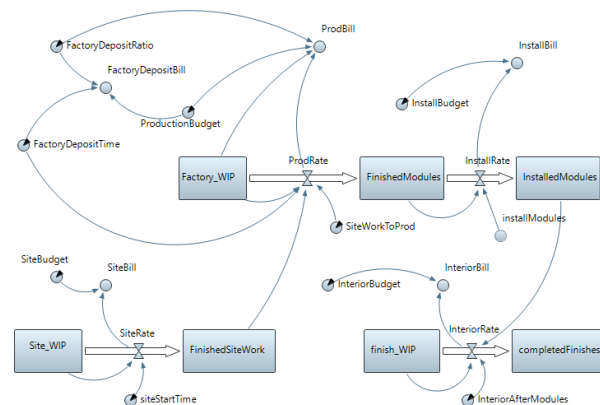 FactoryDepositRatio
ProdBill
InstallBill
FactoryDepositBill
InstallBudget
ProductionBudget
FactoryDepositTime
ProdRate
InstallRate
Factory_WIP
FinishedModules
InstalledModules
installModules
SiteWorkToProd
SiteBudget
SiteBill
InteriorBill
InteriorBudget
SiteRate
InteriorRate
Site_WIP
FinishedSiteWork
finish_WIP
completedFinishes
siteStartTime
InteriorAfterModules